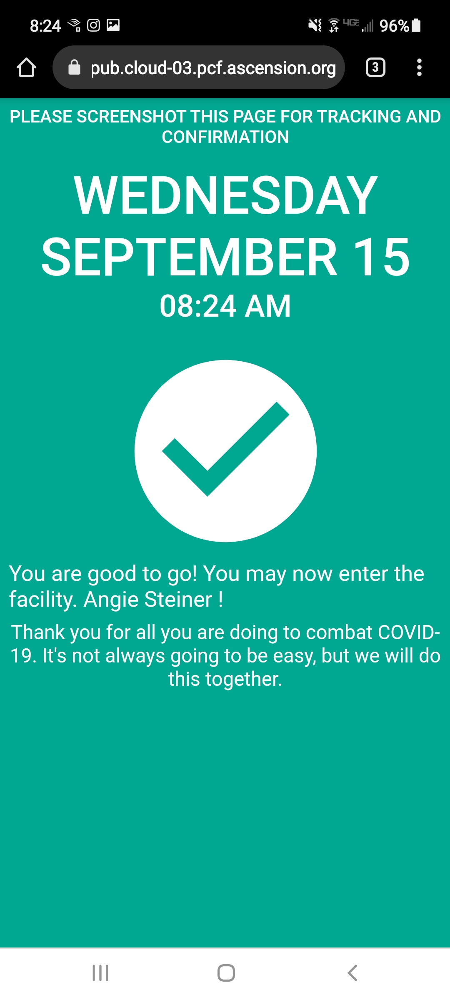 8:24
4G LTE
96%
pub.cloud-03.pcf.ascension.org
3
PLEASE SCREENSHOT THIS PAGE FOR TRACKING AND
CONFIRMATION
WEDNESDAY
SEPTEMBER 15
08:24 AM
You are good to go! You may now enter the
facility. Angie Steiner !
Thank you for all you are doing to combat COVID-
19. It's not always going to be easy, but we will do
this together.